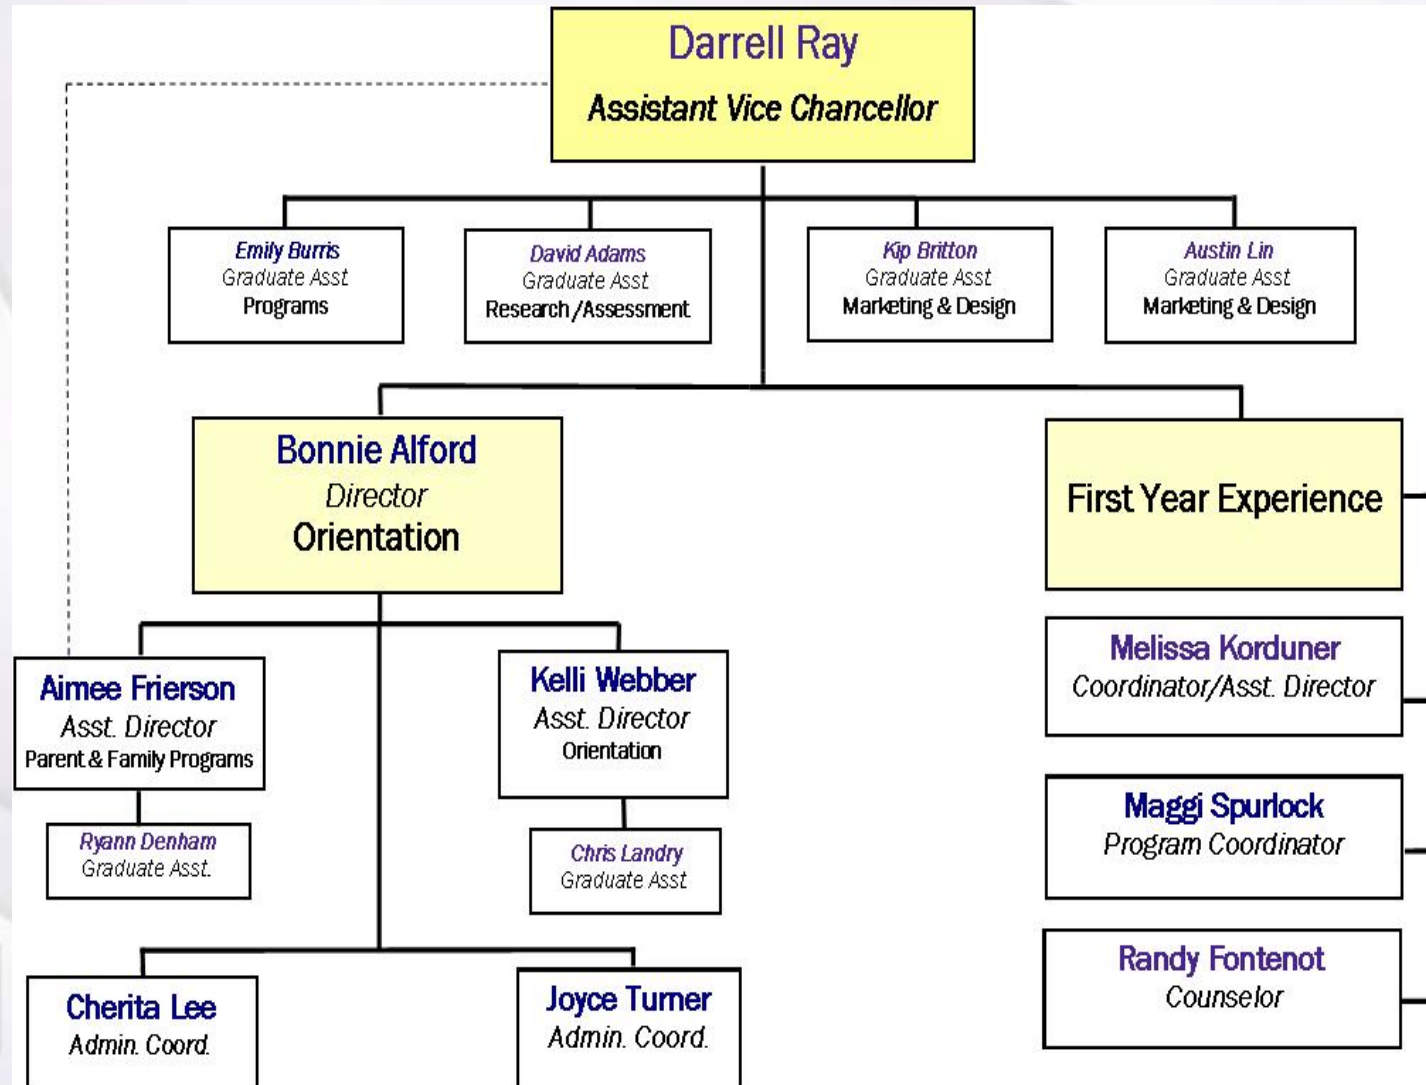 Darrell Ray
Assistant Vice Chancellor
Emily Burris
Graduate Asst
Programs
David Adams
Graduate Asst
Research/Assessment
Kip Britton
Graduate Asst
Marketing & Design
Austin Lin
Graduate Asst
Marketing & Design
Bonnie Alford
Director
Orientation
First Year Experience
Aimee Frierson
Asst. Director
Parent & Family Programs
Kelli Webber
Asst. Director
Orientation
Melissa Korduner
Coordinator/Asst. Director
Ryann Denham
Graduate Asst.
Chris Landry
Graduate Asst
Maggi Spurlock
Program Coordinator
Cherita Lee
Admin. Coord.
Joyce Turner
Admin. Coord.
Randy Fontenot
Counselor